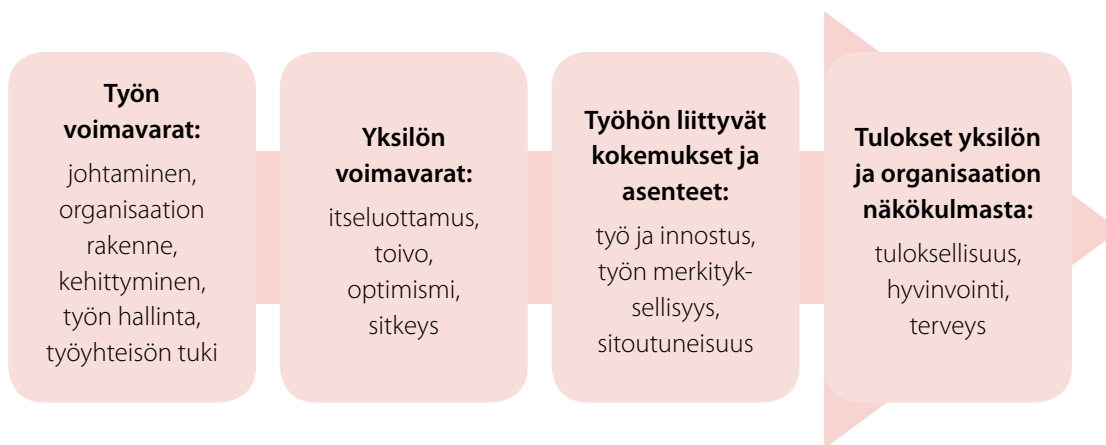 Työn
voimavarat:
johtaminen,
organisaation
rakenne,
kehittyminen,
työn hallinta,
työyhteisön tuki
Yksilön
voimavarat:
itseluottamus,
toivo,
optimismi,
sitkeys
Työhön liittyvät
kokemukset ja
asenteet:
työ ja innostus,
työn merkityk-
sellisyys,
sitoutuneisuus
Tulokset yksilön
ja organisaation
näkökulmasta:
tuloksellisuus,
hyvinvointi,
terveys